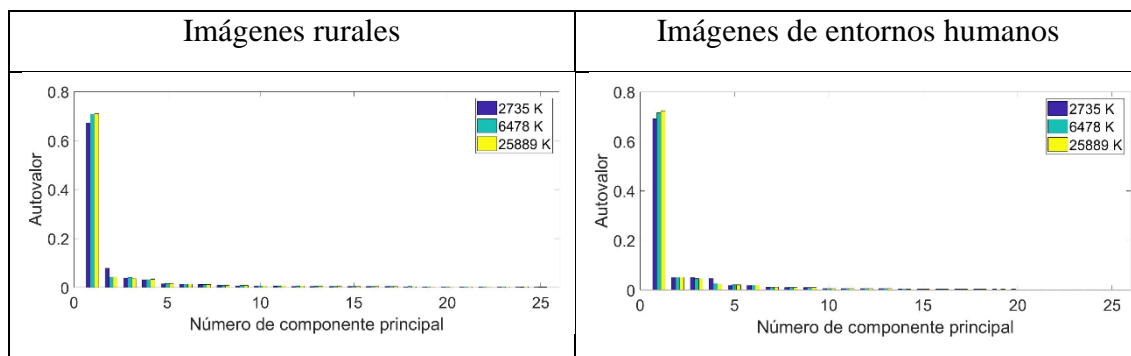 Imágenes rurales
Imágenes de entornos humanos
0.8
0.6
0.4
0.2
0
Autovalor
2735 K
6478 K
25889 K
0 5 10 15 20 25
Número de componente principal
0.8
0.6
0.4
0.2
0
Autovalor
2735 K
6478 K
25889 K
0 5 10 15 20 25
Número de componente principal